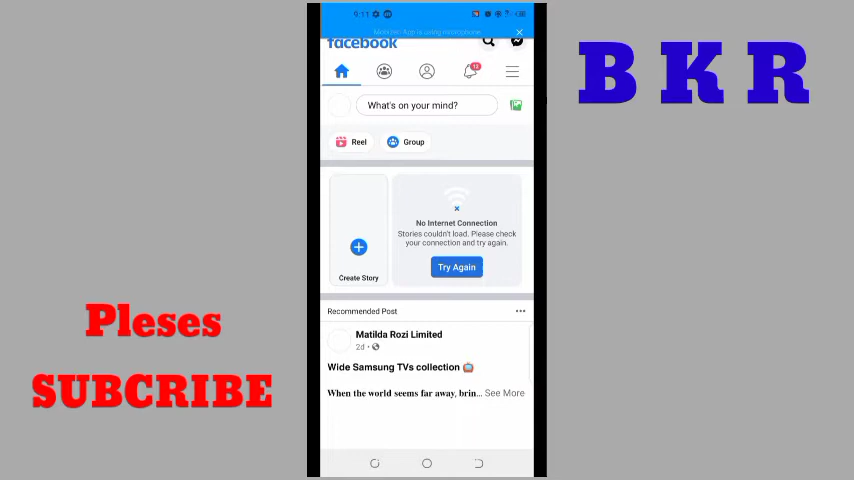 9:11
facebook
What's on your mind?
Reel
Group
No Internet Connection
Stories couldn't load. Please check
your connection and try again.
Try Again
Create Story
Recommended Post
Matilda Rozi Limited
2d
Wide Samsung TVs collection
When the world seems far away, brin... See More
B K R
Pleses
SUBCRIBE